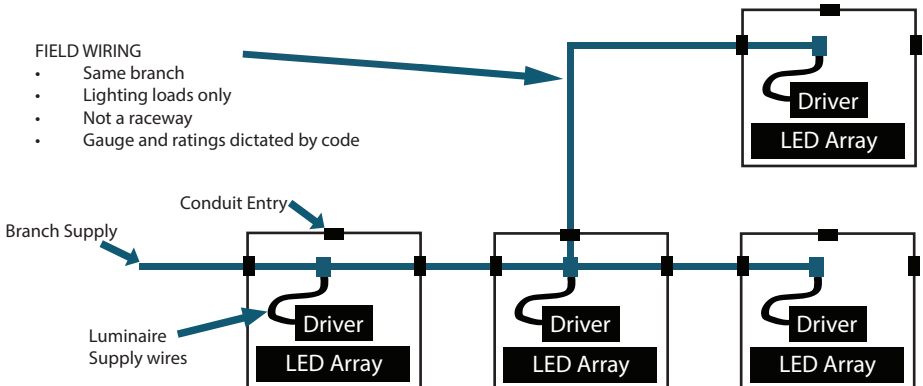 FIELD WIRING
• Same branch
• Lighting loads only
• Not a raceway
• Gauge and ratings dictated by code
Driver
LED Array
Conduit Entry
Branch Supply
Luminaire
Supply wires
Driver
LED Array
Driver
LED Array
Driver
LED Array